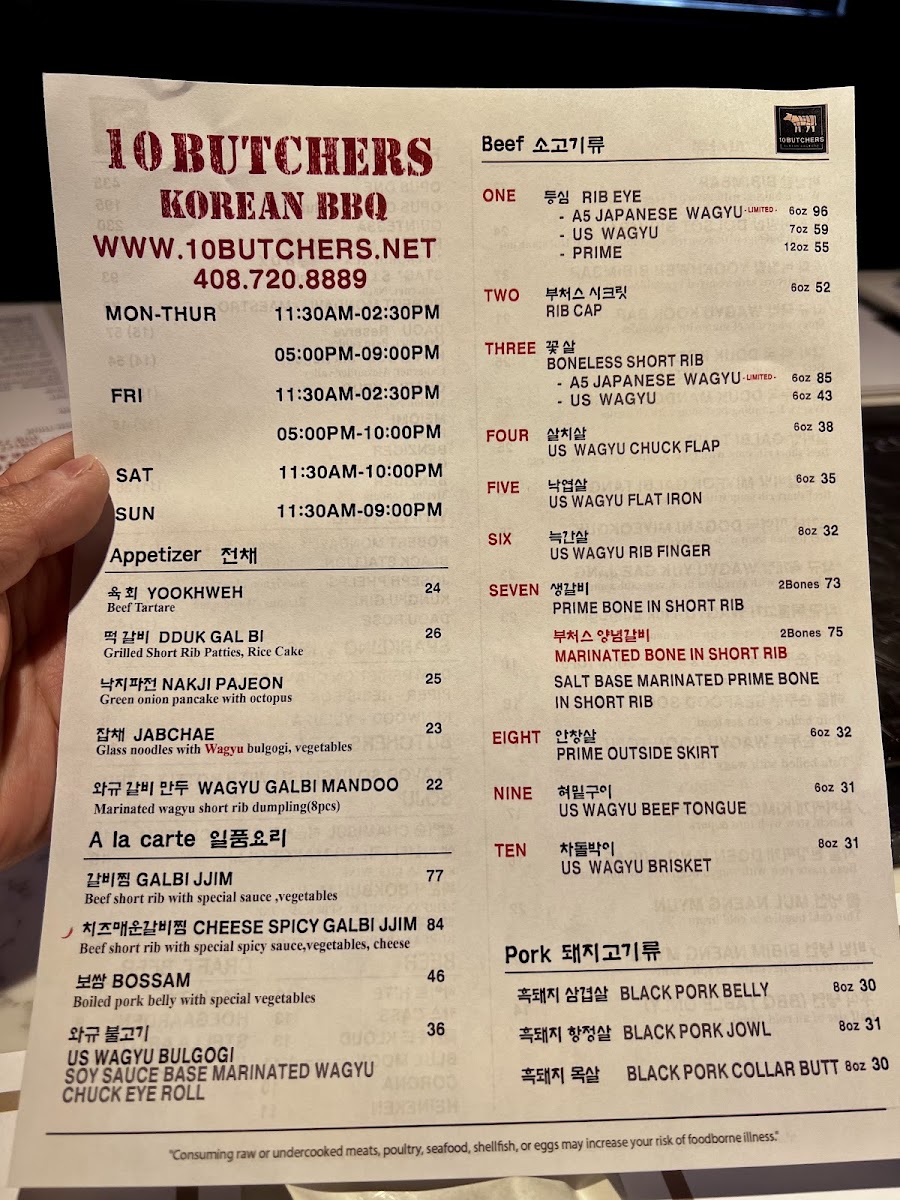 10 BUTCHERS
KOREAN BBQ
WWW.10BUTCHERS.NET
408.720.8889
MON-THUR 11:30AM-02:30PM
05:00PM-09:00PM
FRI 11:30AM-02:30PM
05:00PM-10:00PM
SAT 11:30AM-10:00PM
SUN 11:30AM-09:00PM
Appetizer 전채
육회 YOOKHWEH 24
Beef Tartare
떡 갈비 DDUK GAL BI 26
Grilled Short Rib Patties, Rice Cake
낙지파전 NAKJI PAJEON 25
Green onion pancake with octopus
잡채 JABCHAE 23
Glass noodles with Wagyu bulgogi, vegetables
와규 갈비 만두 WAGYU GALBI MANDOO 22
Marinated wagyu short rib dumpling(8pcs)
A la carte 일품요리
갈비찜 GALBI JJIM 77
Beef short rib with special sauce ,vegetables
치즈매운갈비찜 CHEESE SPICY GALBI JJIM 84
Beef short rib with special spicy sauce,vegetables, cheese
보쌈 BOSSAM 46
Boiled pork belly with special vegetables
와규 불고기 36
US WAGYU BULGOGI
SOY SAUCE BASE MARINATED WAGYU
CHUCK EYE ROLL
Beef 소고기류
10BUTCHERS
ONE 등심 RIB EYE
- A5 JAPANESE WAGYU -LIMITED- 6oz 96
- US WAGYU 7oz 59
- PRIME 12oz 55
TWO 부처스 시크릿 6oz 52
RIB CAP
THREE 꽃 살
BONELESS SHORT RIB
- A5 JAPANESE WAGYU -LIMITED- 6oz 85
- US WAGYU 6oz 43
FOUR 살치살 6oz 38
US WAGYU CHUCK FLAP
FIVE 낙엽살 6oz 35
US WAGYU FLAT IRON
SIX 늑간살 8oz 32
US WAGYU RIB FINGER
SEVEN 생갈비 2Bones 73
PRIME BONE IN SHORT RIB
부처스 양념갈비 2Bones 75
MARINATED BONE IN SHORT RIB
SALT BASE MARINATED PRIME BONE
IN SHORT RIB
EIGHT 안창살 6oz 32
PRIME OUTSIDE SKIRT
NINE 혀밑구이 6oz 31
US WAGYU BEEF TONGUE
TEN 차돌박이 8oz 31
US WAGYU BRISKET
Pork 돼지고기류
흑돼지 삼겹살 BLACK PORK BELLY 8oz 30
흑돼지 항정살 BLACK PORK JOWL 8oz 31
흑돼지 목살 BLACK PORK COLLAR BUTT 8oz 30
"Consuming raw or undercooked meats, poultry, seafood, shellfish, or eggs may increase your risk of foodborne illness."